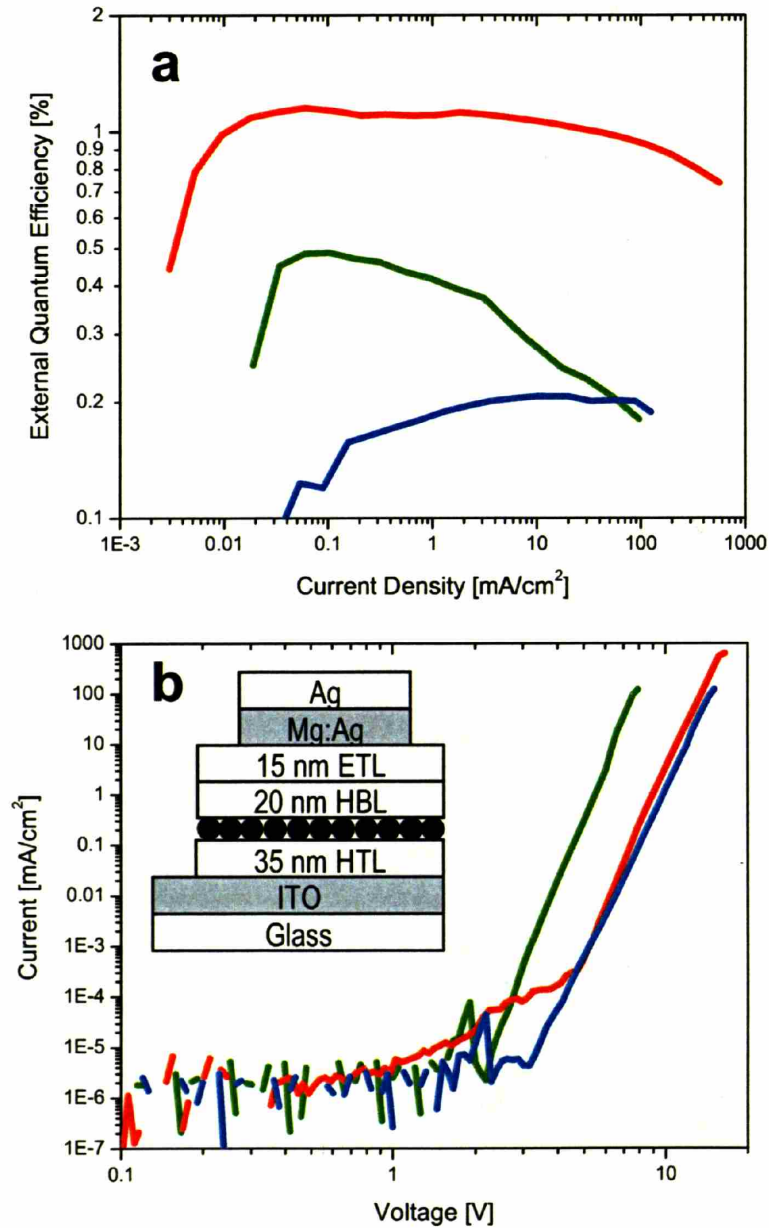 a
2
1
0.9
0.8
0.7
0.6
0.5
0.4
0.3
0.2
0.1
External Quantum Efficiency [%]
1E-3 0.01 0.1 1 10 100 1000
Current Density [mA/cm²]
b
1000
100
10
1
0.1
0.01
1E-3
1E-4
1E-5
1E-6
1E-7
Current [mA/cm²]
Ag
Mg:Ag
15 nm ETL
20 nm HBL
35 nm HTL
ITO
Glass
0.1 1 10
Voltage [V]